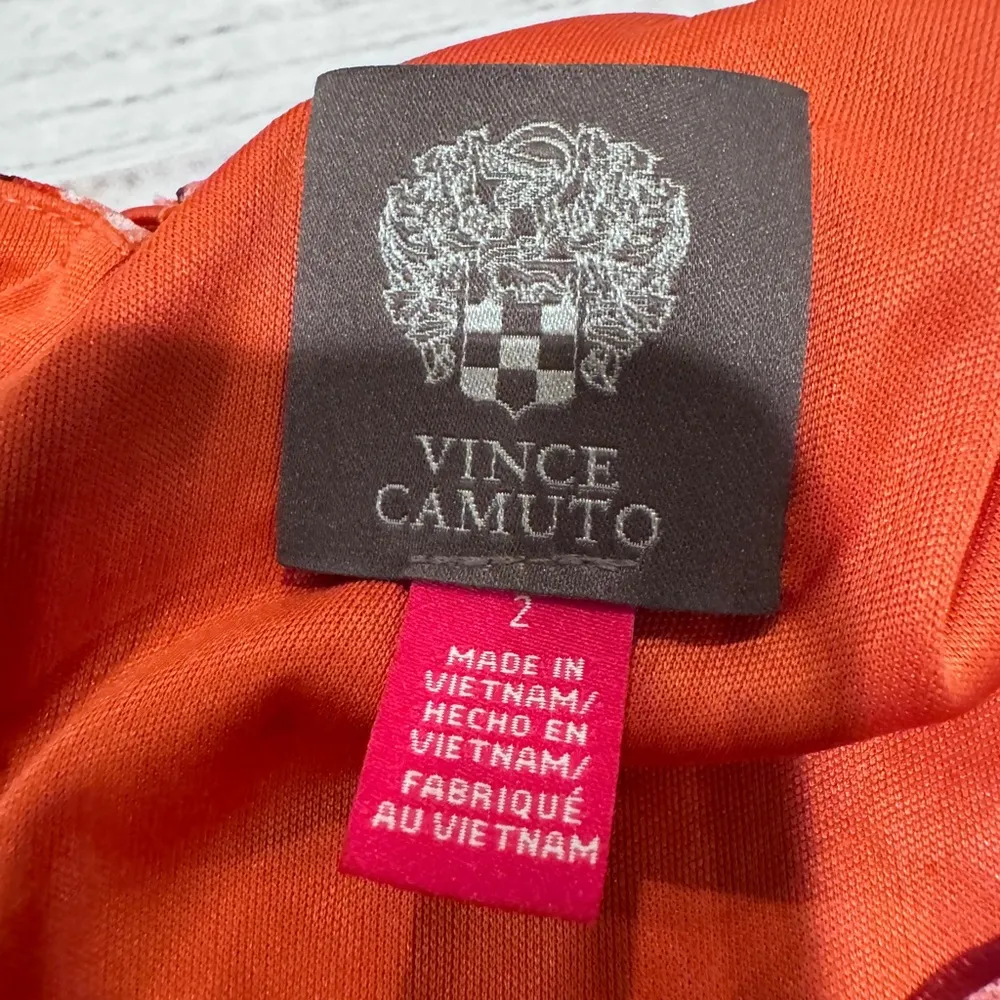 VINCE
CAMUTO
2
MADE IN
VIETNAM/
HECHO EN
VIETNAM/
FABRIQUÉ
AU VIETNAM